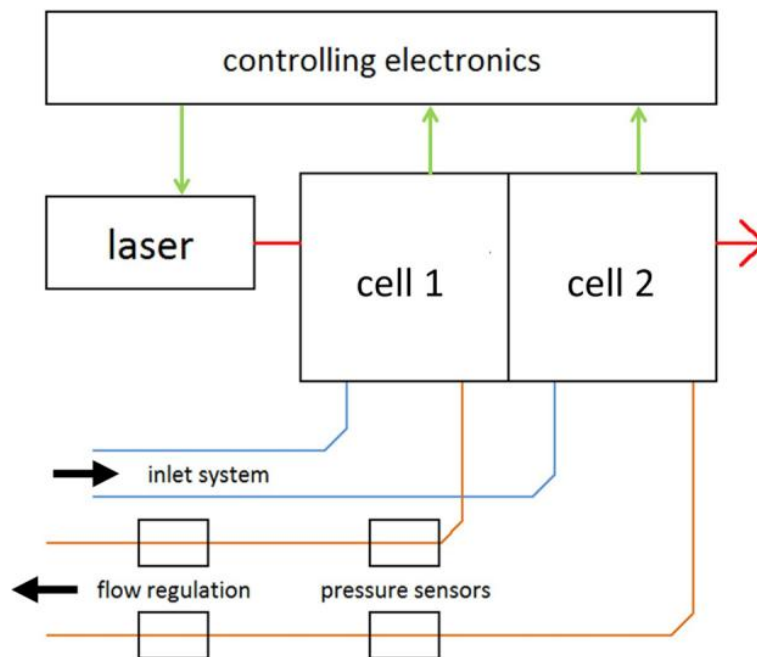 controlling electronics
laser
cell 1
cell 2
inlet system
flow regulation
pressure sensors